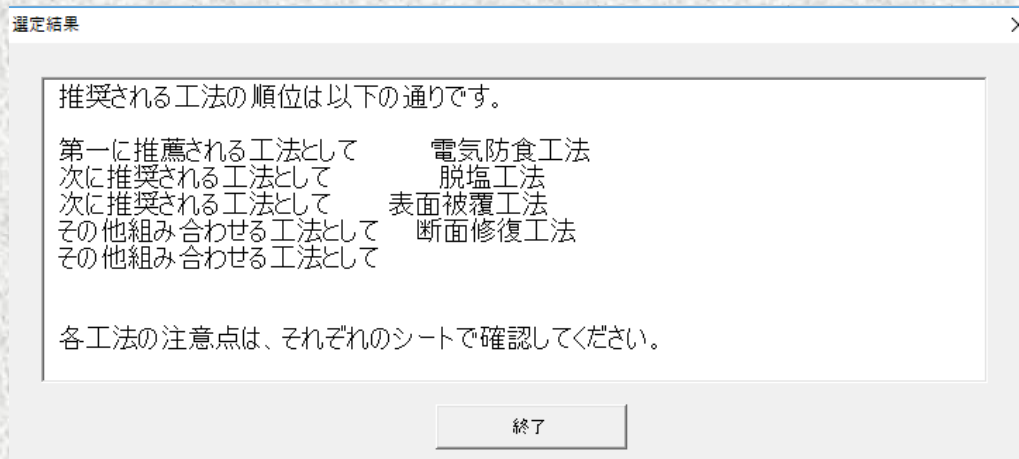 選定結果
推奨される工法の順位は以下の通りです。
第一に推薦される工法として 電気防食工法
次に推奨される工法として 脱塩工法
次に推奨される工法として 表面被覆工法
その他組み合わせる工法として 断面修復工法
その他組み合わせる工法として
各工法の注意点は、それぞれのシートで確認してください。
終了